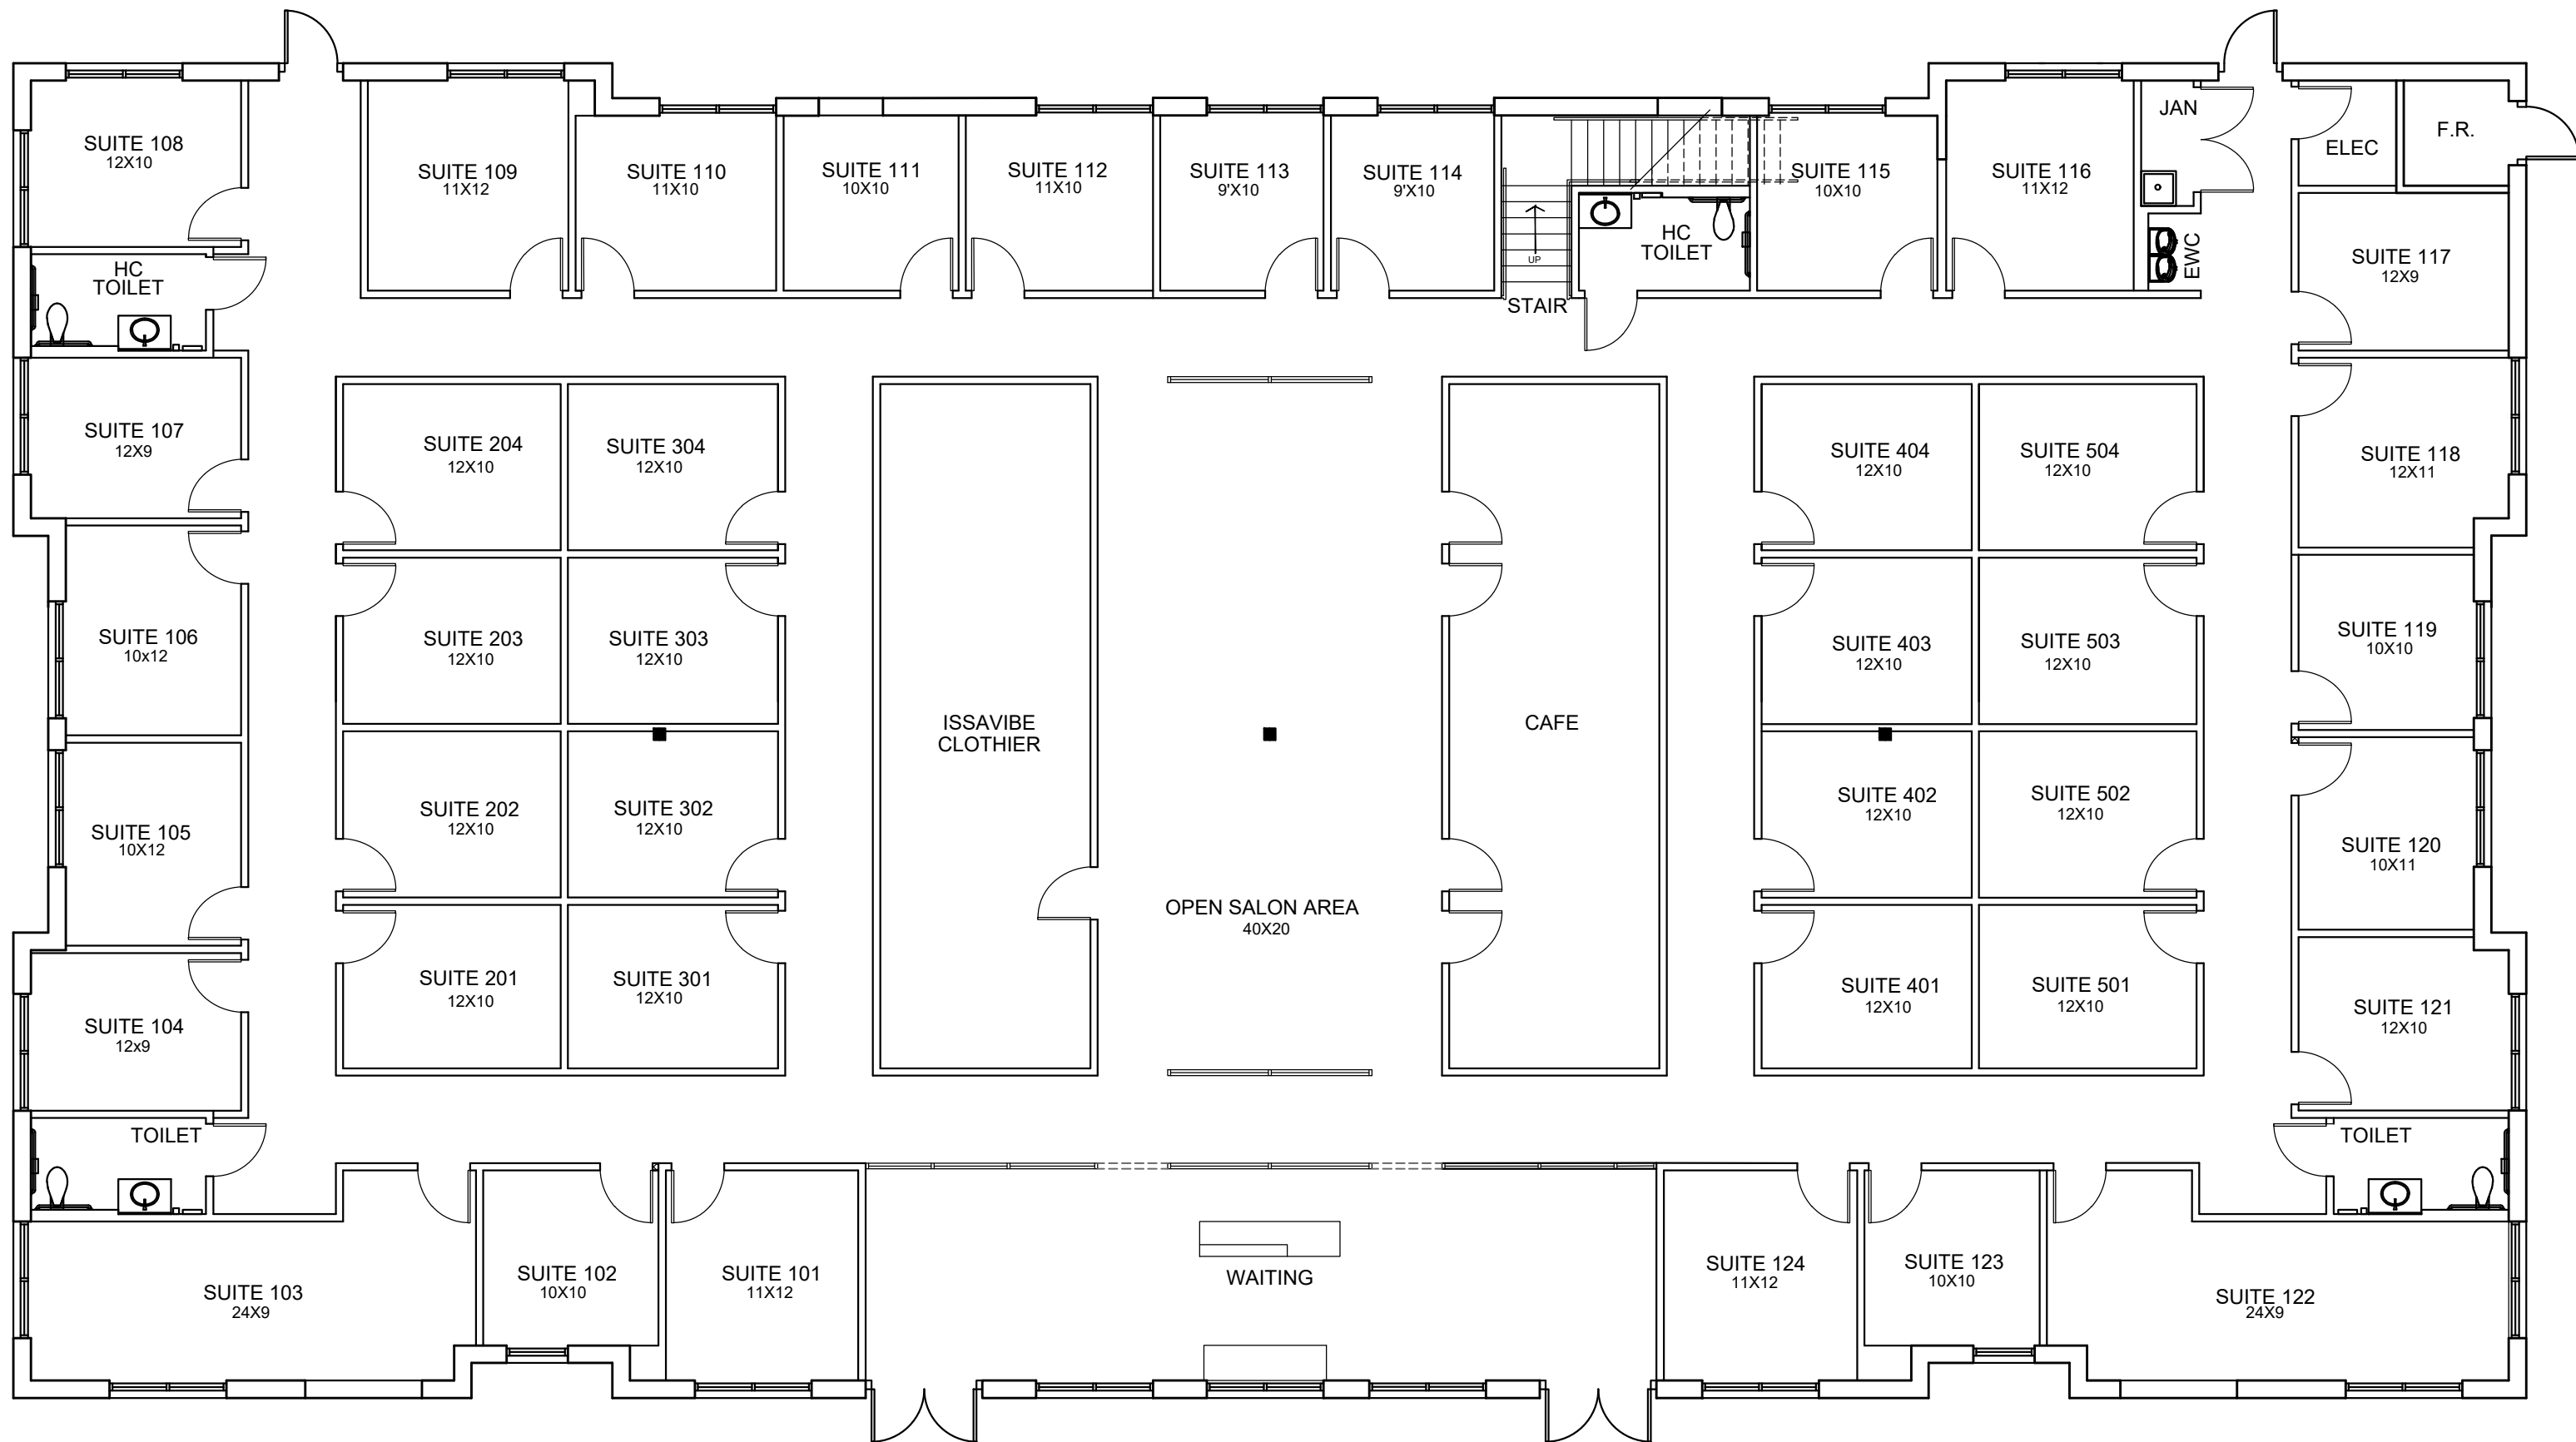 SUITE 108
12X10
SUITE 109
11X12
SUITE 110
11X10
SUITE 111
10X10
SUITE 112
11X10
SUITE 113
9'X10
SUITE 114
9'X10
UP
STAIR
HC
TOILET
SUITE 115
10X10
SUITE 116
11X12
JAN
EWC
ELEC
F.R.
HC
TOILET
SUITE 117
12X9
SUITE 107
12X9
SUITE 204
12X10
SUITE 304
12X10
SUITE 404
12X10
SUITE 504
12X10
SUITE 118
12X11
SUITE 106
10x12
SUITE 203
12X10
SUITE 303
12X10
SUITE 403
12X10
SUITE 503
12X10
SUITE 119
10X10
ISSAVIBE
CLOTHIER
CAFE
SUITE 105
10X12
SUITE 202
12X10
SUITE 302
12X10
SUITE 402
12X10
SUITE 502
12X10
SUITE 120
10X11
OPEN SALON AREA
40X20
SUITE 104
12x9
SUITE 201
12X10
SUITE 301
12X10
SUITE 401
12X10
SUITE 501
12X10
SUITE 121
12X10
TOILET
TOILET
SUITE 103
24X9
SUITE 102
10X10
SUITE 101
11X12
WAITING
SUITE 124
11X12
SUITE 123
10X10
SUITE 122
24X9